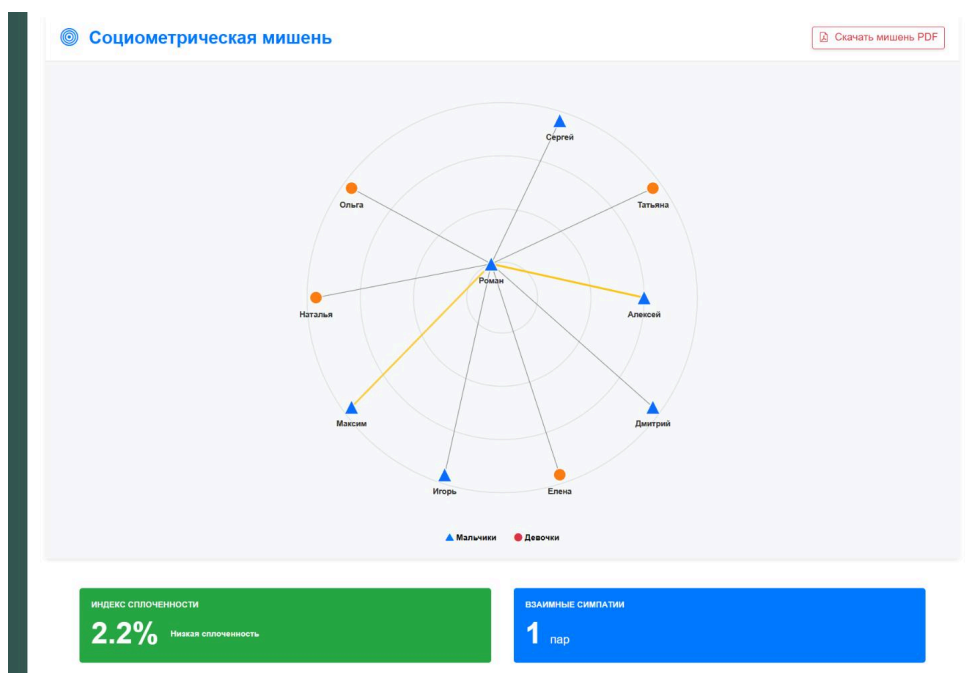 Социометрическая мишень
Скачать мишень PDF
Сергей
Ольга
Татьяна
Роман
Наталья
Алексей
Максим
Дмитрий
Игорь
Елена
Мальчики
Девочки
ИНДЕКС СПЛОЧЕННОСТИ
2.2% Низкая сплоченность
ВЗАИМНЫЕ СИМПАТИИ
1 пар